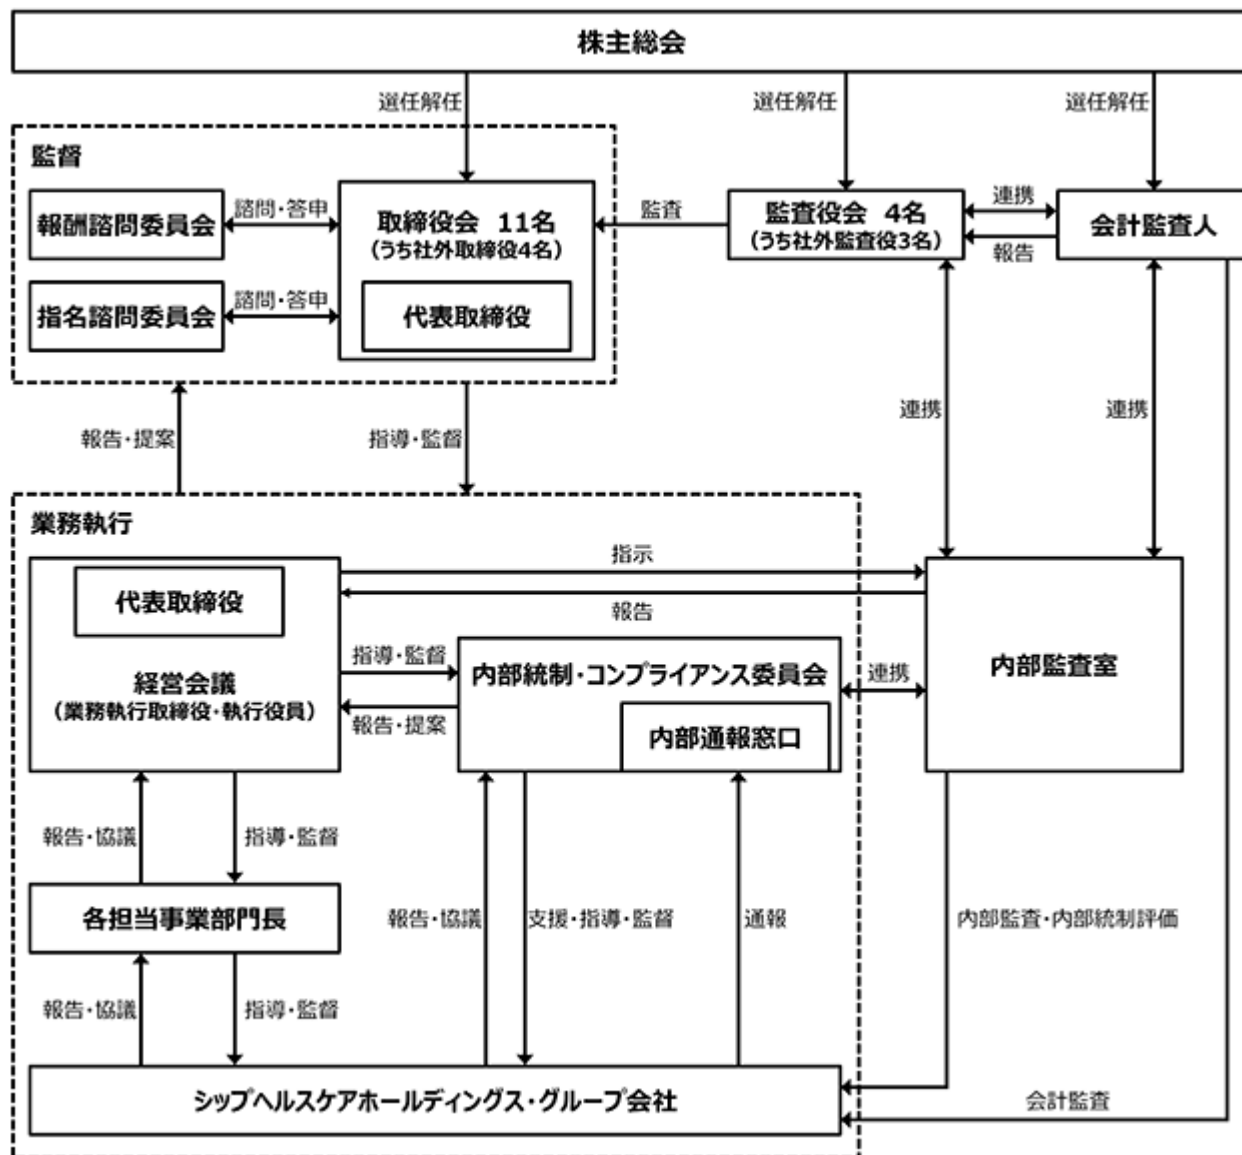 株主総会
選任解任
選任解任
選任解任
監督
報酬諮問委員会
諮問・答申
取締役会 11名
(うち社外取締役4名)
監査
監査役会 4名
(うち社外監査役3名)
連携
報告
会計監査人
指名諮問委員会
諮問・答申
代表取締役
報告・提案
指導・監督
連携
連携
業務執行
代表取締役
経営会議
(業務執行取締役・執行役員)
指示
報告
指導・監督
報告・提案
内部統制・コンプライアンス委員会
内部通報窓口
連携
内部監査室
報告・協議
指導・監督
各担当事業部門長
報告・協議
支援・指導・監督
通報
内部監査・内部統制評価
報告・協議
指導・監督
シップヘルスケアホールディングス・グループ会社
会計監査